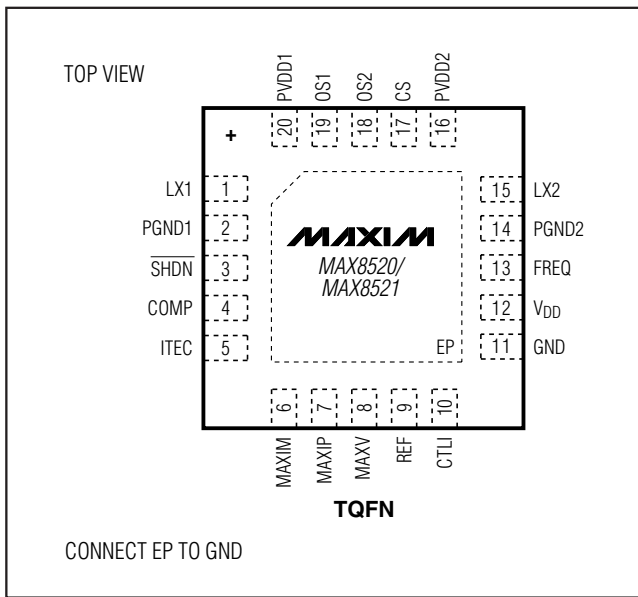 TOP VIEW
PVDD1
OS1
OS2
CS
PVDD2
20
19
18
17
16
+
LX1
1
15
LX2
PGND1
2
14
PGND2
SHDN
3
13
FREQ
COMP
4
12
VDD
ITEC
5
11
GND
MAXIM
MAX8520/
MAX8521
EP
6
7
8
9
10
MAXIM
MAXIP
MAXV
REF
CTLI
TQFN
CONNECT EP TO GND